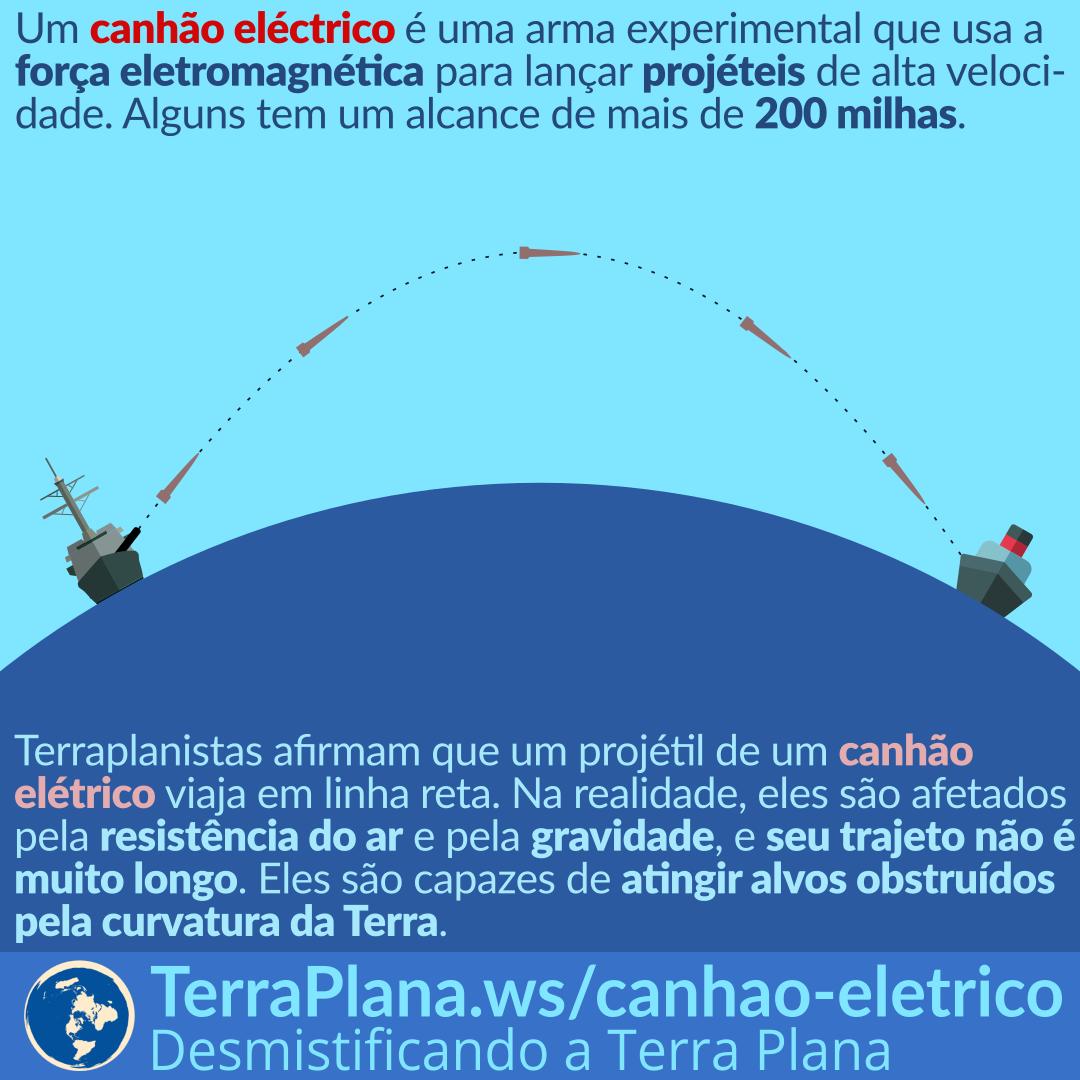 Um canhão eléctrico é uma arma experimental que usa a
força eletromagnética para lançar projéteis de alta veloci-
dade. Alguns tem um alcance de mais de 200 milhas.
Terraplanistas afirmam que um projétil de um canhão
elétrico viaja em linha reta. Na realidade, eles são afetados
pela resistência do ar e pela gravidade, e seu trajeto não é
muito longo. Eles são capazes de atingir alvos obstruídos
pela curvatura da Terra.
TerraPlana.ws/canhao-eletrico
Desmistificando a Terra Plana